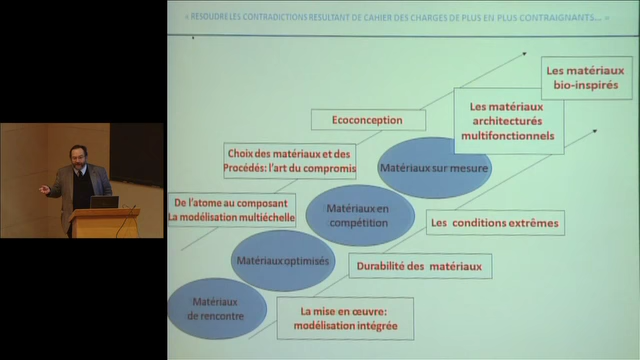 « RESOUDRE LES CONTRADICTIONS RESULTANT DE CAHIER DES CHARGES DE PLUS EN PLUS CONTRAIGNANTS... »
Les matériaux
bio-inspirés
Les matériaux
architecturés
multifonctionnels
Ecoconception
Choix des matériaux et des
Procédés: l'art du compromis
Matériaux sur mesure
De l'atome au composant
La modélisation multiéchelle
Matériaux en
compétition
Les conditions extrêmes
Matériaux optimisés
Durabilité des matériaux
Matériaux
de rencontre
La mise en œuvre:
modélisation intégrée